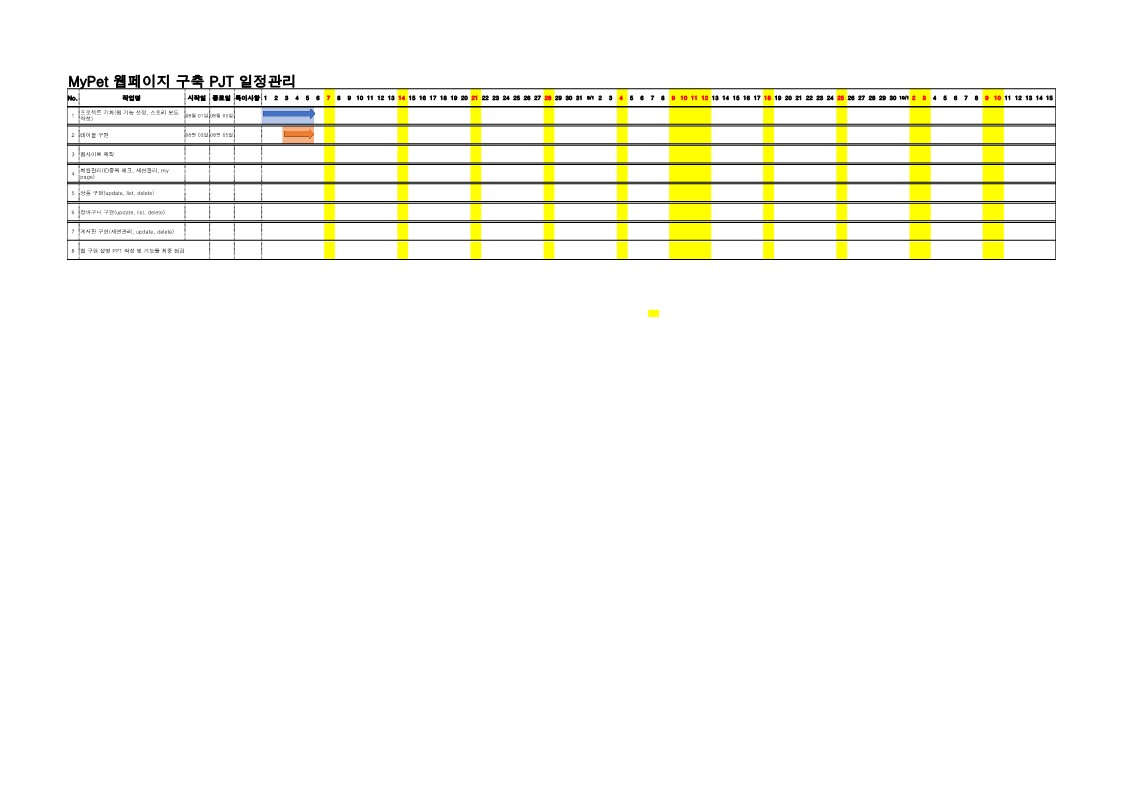 MyPet 웹페이지 구축 PJT 일정관리
No. 작업명 시작일 종료일 특이사항 1 2 3 4 5 6 7 8 9 10 11 12 13 14 15 16 17 18 19 20 21 22 23 24 25 26 27 28 29 30 31 9/1 2 3 4 5 6 7 8 9 10 11 12 13 14 15 16 17 18 19 20 21 22 23 24 25 26 27 28 29 30 10/1 2 3 4 5 6 7 8 9 10 11 12 13 14 15
1 프로젝트 기획(웹 기능 선정, 스토리 보드 작성) 08월 01일 08월 05일
2 테이블 구현 08월 03일 08월 05일
3 웹사이트 제작
4 회원관리(ID중복 체크, 세션관리, my page)
5 상품 구현(update, list, delete)
6 장바구니 구현(update, list, delete)
7 게시판 구현(세션관리, update, delete)
8 웹 구현 설명 PPT 작성 및 기능들 최종 점검